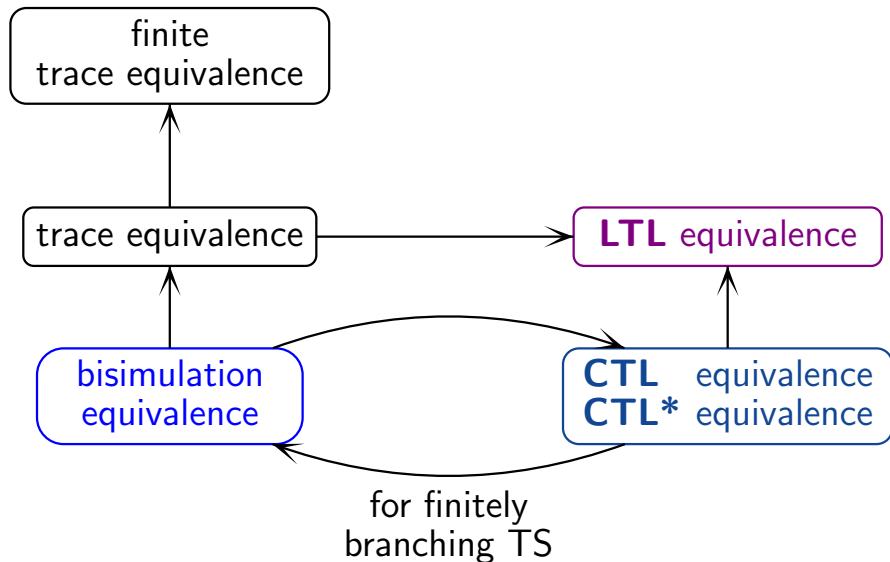 finite
trace equivalence
trace equivalence
LTL equivalence
bisimulation
equivalence
CTL equivalence
CTL* equivalence
for finitely
branching TS